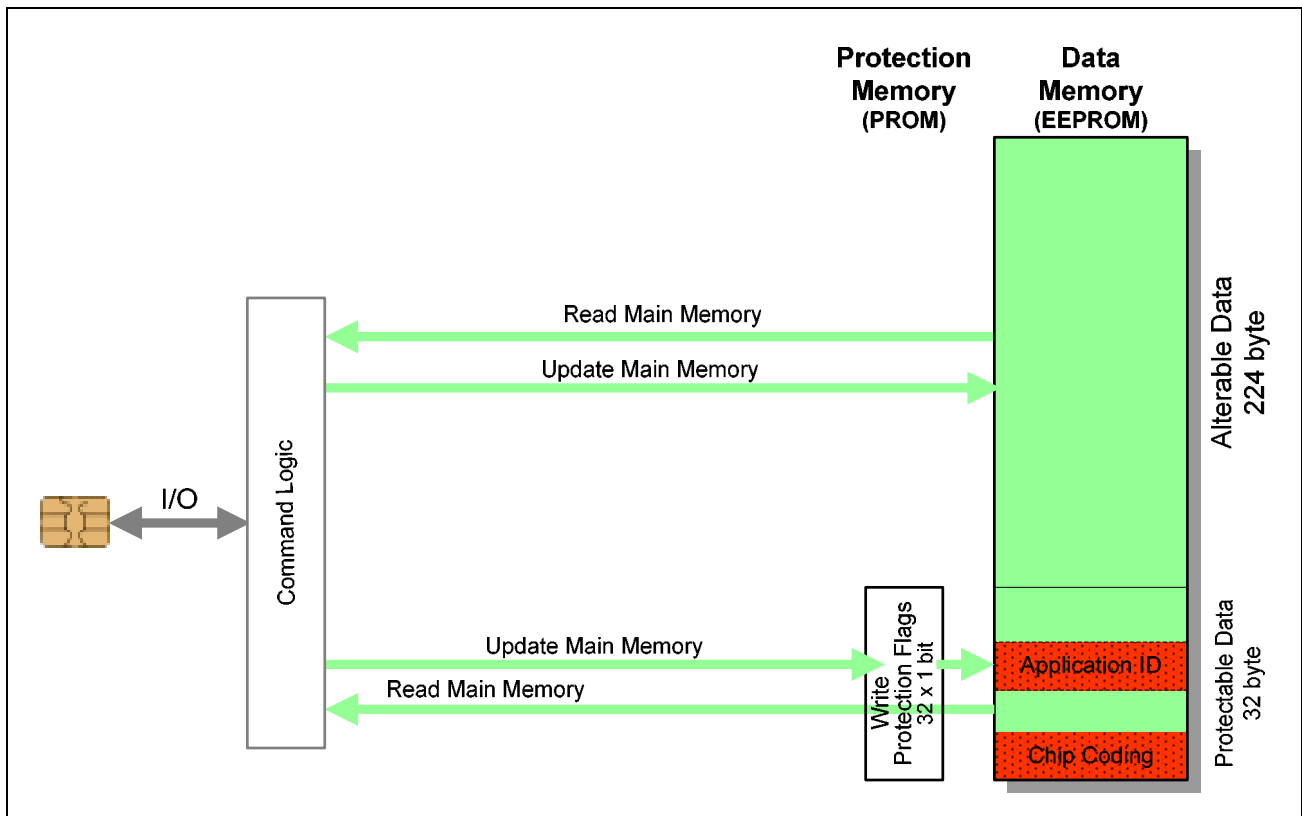 Protection
Memory
(PROM)
Data
Memory
(EEPROM)
Read Main Memory
Update Main Memory
Alterable Data
224 byte
I/O
Command Logic
Update Main Memory
Read Main Memory
Write
Protection Flags
32 x 1 bit
Application ID
Chip Coding
Protectable Data
32 byte